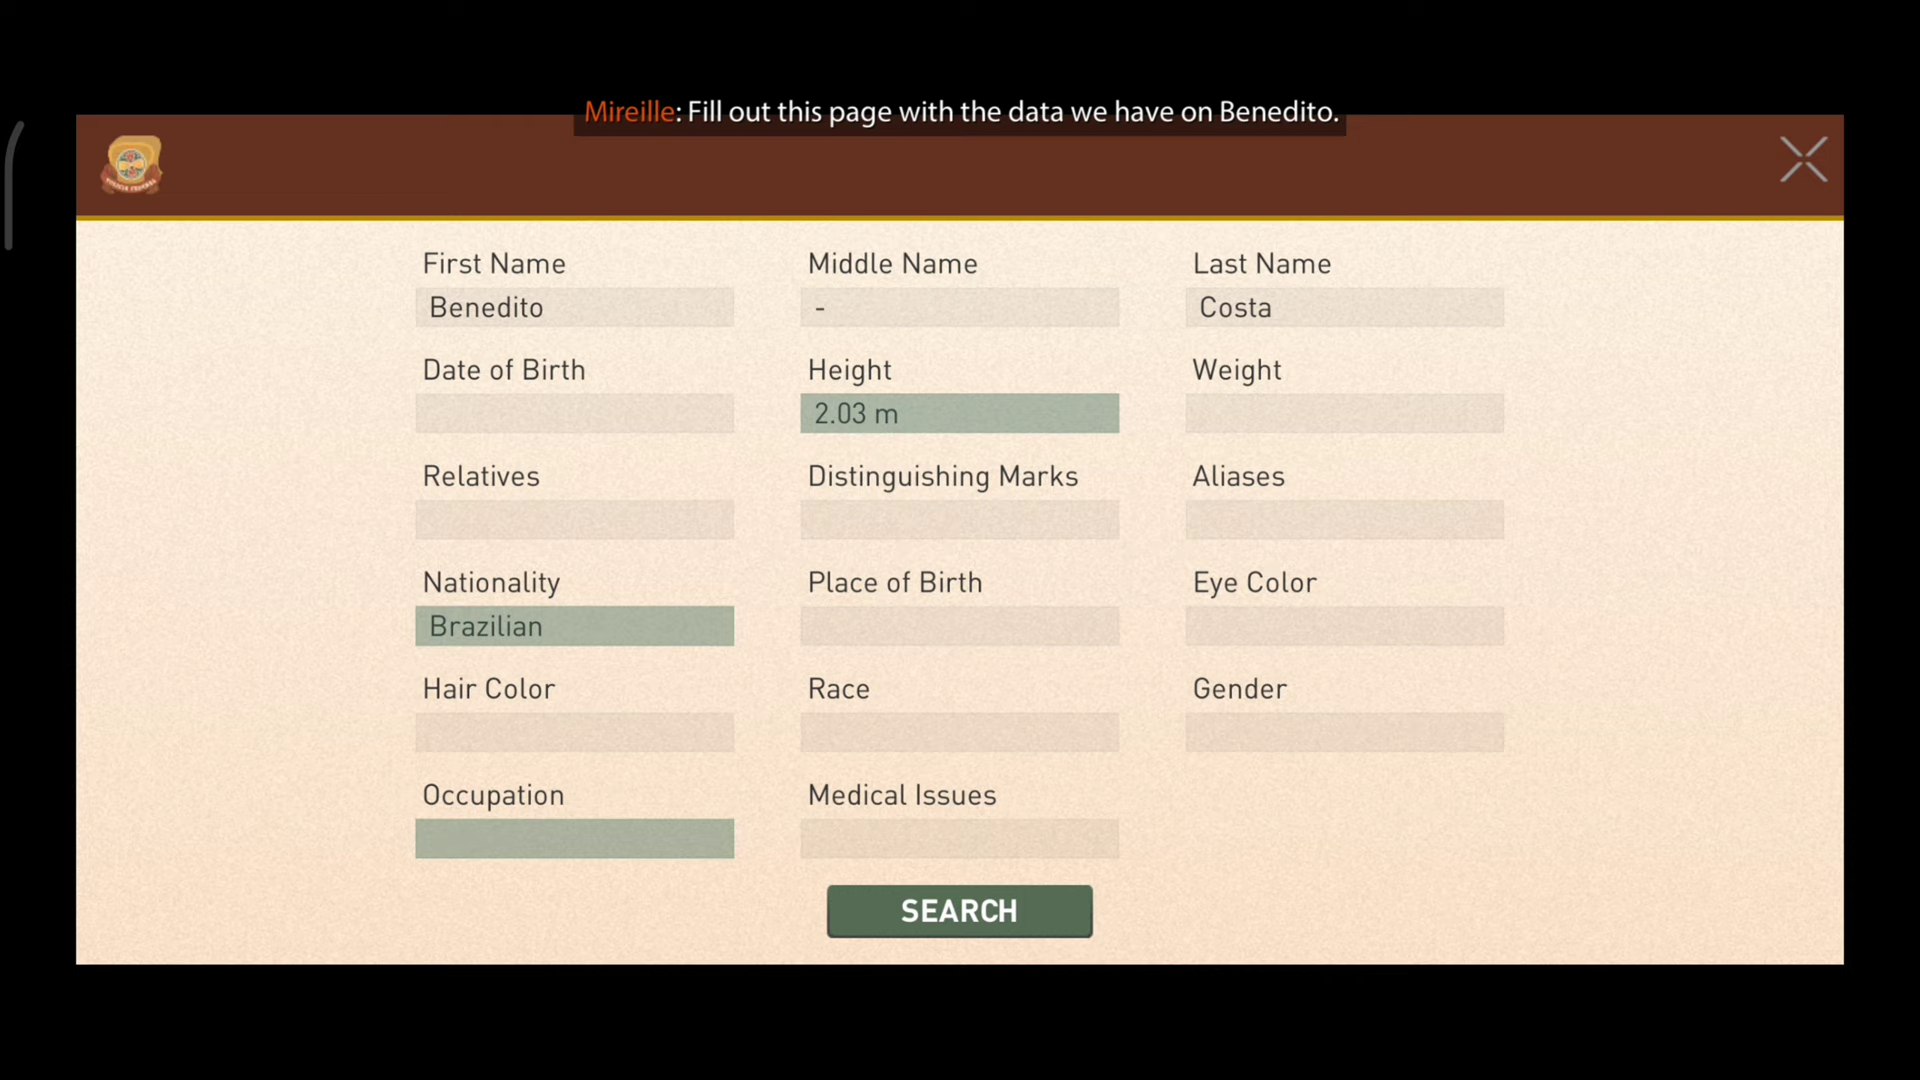 Mireille: Fill out this page with the data we have on Benedito.
POLICIA FEDERAL
First Name
Middle Name
Last Name
Benedito
-
Costa
Date of Birth
Height
Weight
2.03 m
Relatives
Distinguishing Marks
Aliases
Nationality
Place of Birth
Eye Color
Brazilian
Hair Color
Race
Gender
Occupation
Medical Issues
SEARCH